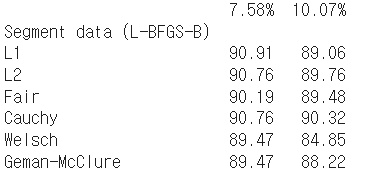 7.58% 10.07%
Segment data (L-BFGS-B)
L1 90.91 89.06
L2 90.76 89.76
Fair 90.19 89.48
Cauchy 90.76 90.32
Welsch 89.47 84.85
Geman-McClure 89.47 88.22